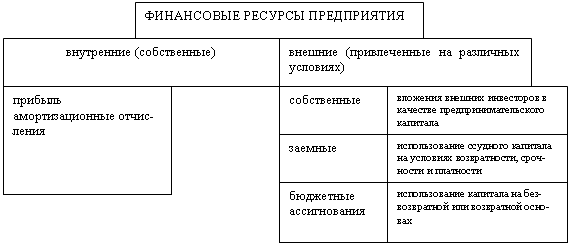 ФИНАНСОВЫЕ РЕСУРСЫ ПРЕДПРИЯТИЯ
внутренние (собственные)
внешние (привлеченные на различных
условиях)
прибыль
амортизационные отчис-
ления
собственные
вложения внешних инвесторов в
качестве предпринимательского
капитала
заемные
использование ссудного капитала
на условиях возвратности, сроч-
ности и платности
бюджетные
ассигнования
использование капитала на без-
возвратной или возвратной осно-
вах